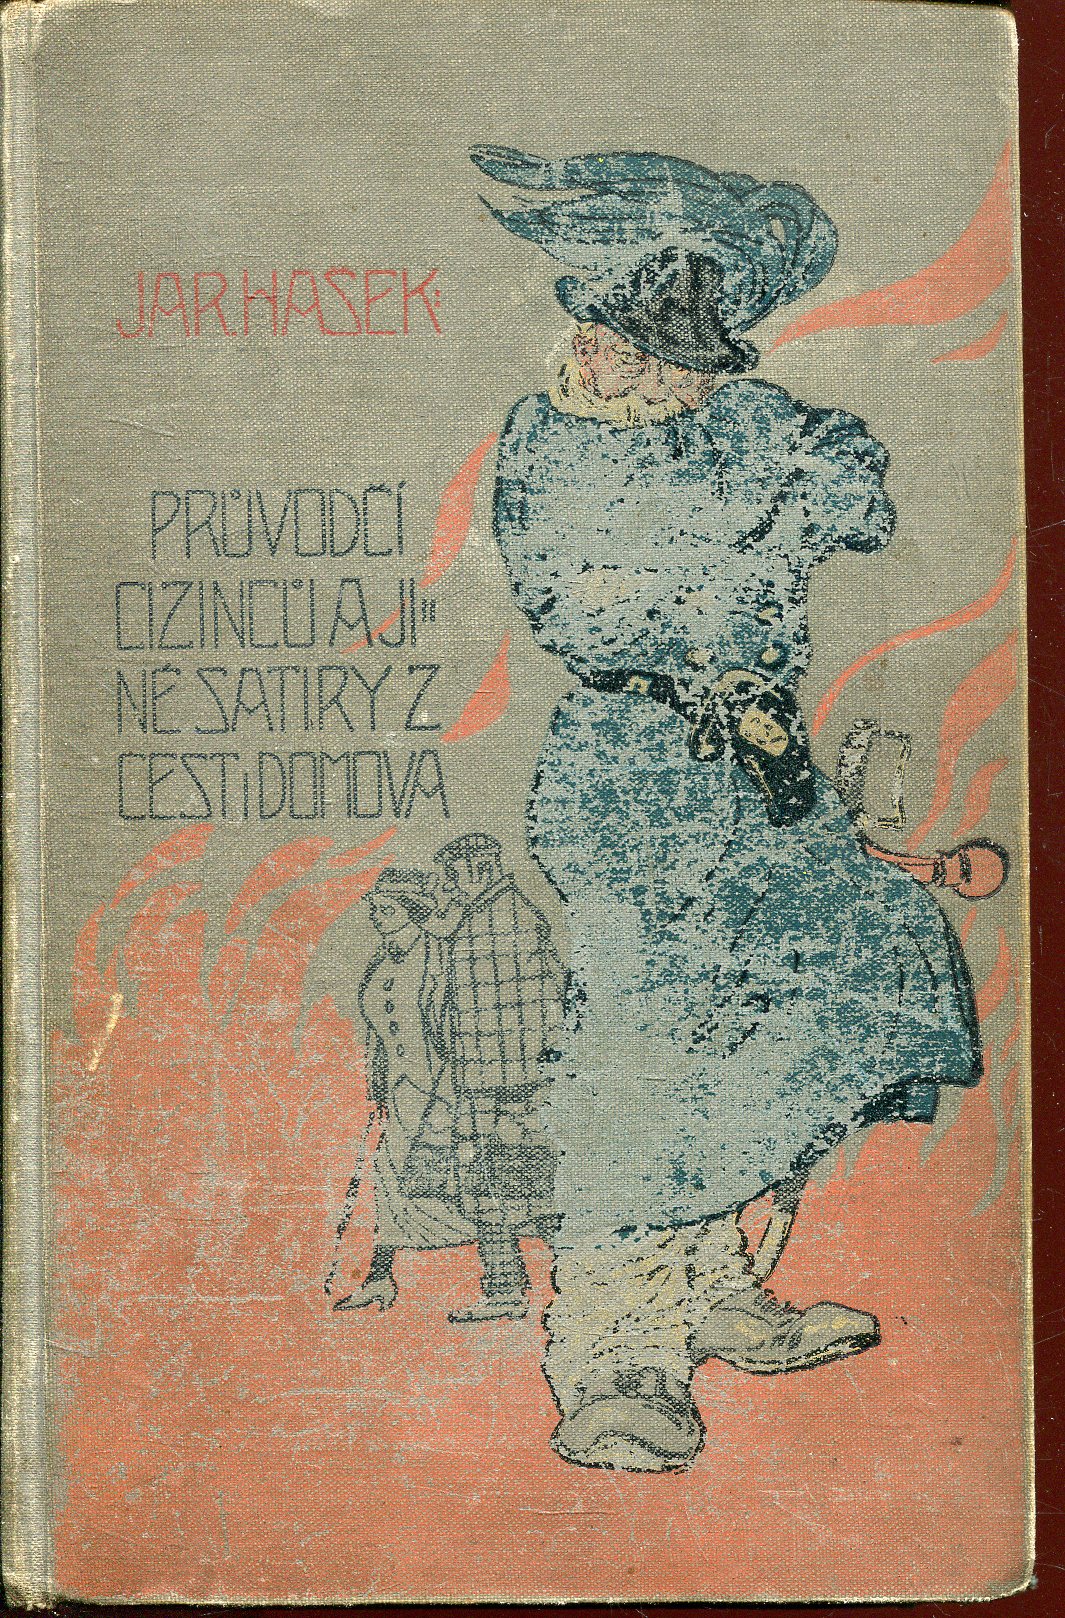 JAR. HAŠEK:
PRŮVODČÍ
CIZINCŮ A JI"
NÉ SATIRY Z
CEST I DOMOVA